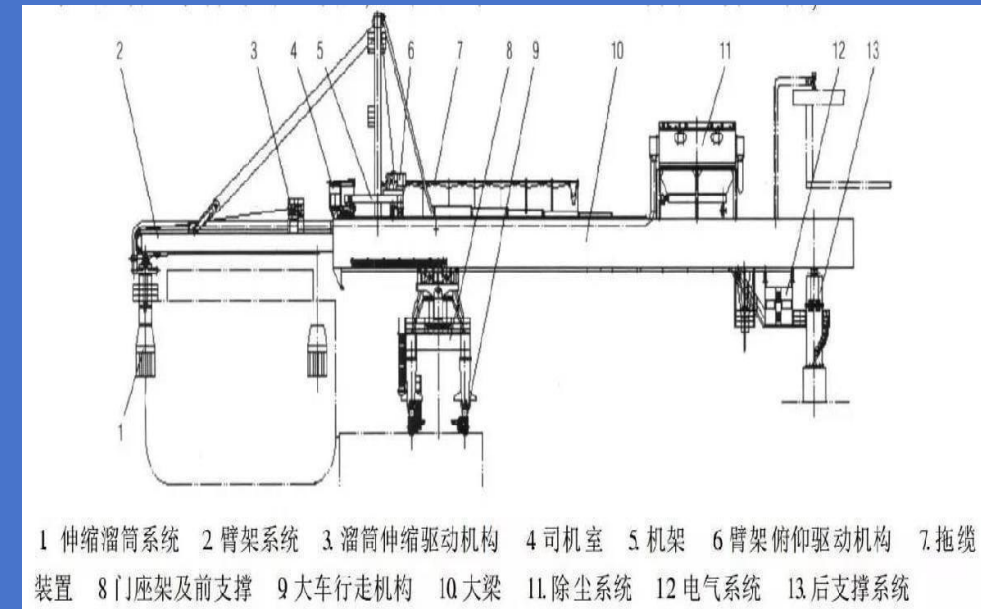 2 3 4 5 6 7 8 9 10 11 12 13
1
1 伸缩溜筒系统 2 臂架系统 3. 溜筒伸缩驱动机构 4 司机室 5. 机架 6 臂架俯仰驱动机构 7. 拖缆
装置 8 门座架及前支撑 9 大车行走机构 10. 大梁 11. 除尘系统 12 电气系统 13. 后支撑系统